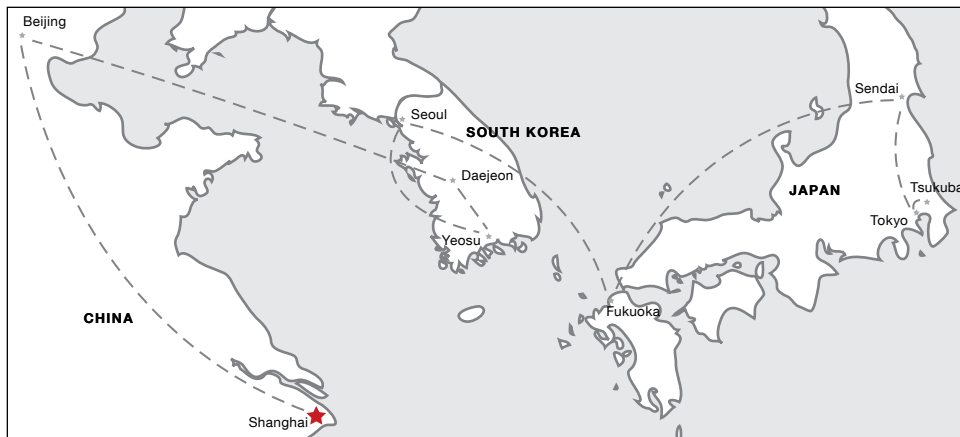 Beijing
Sendai
Seoul
SOUTH KOREA
Daejeon
JAPAN
Tsukuba
Tokyo
Yeosu
Fukuoka
CHINA
Shanghai